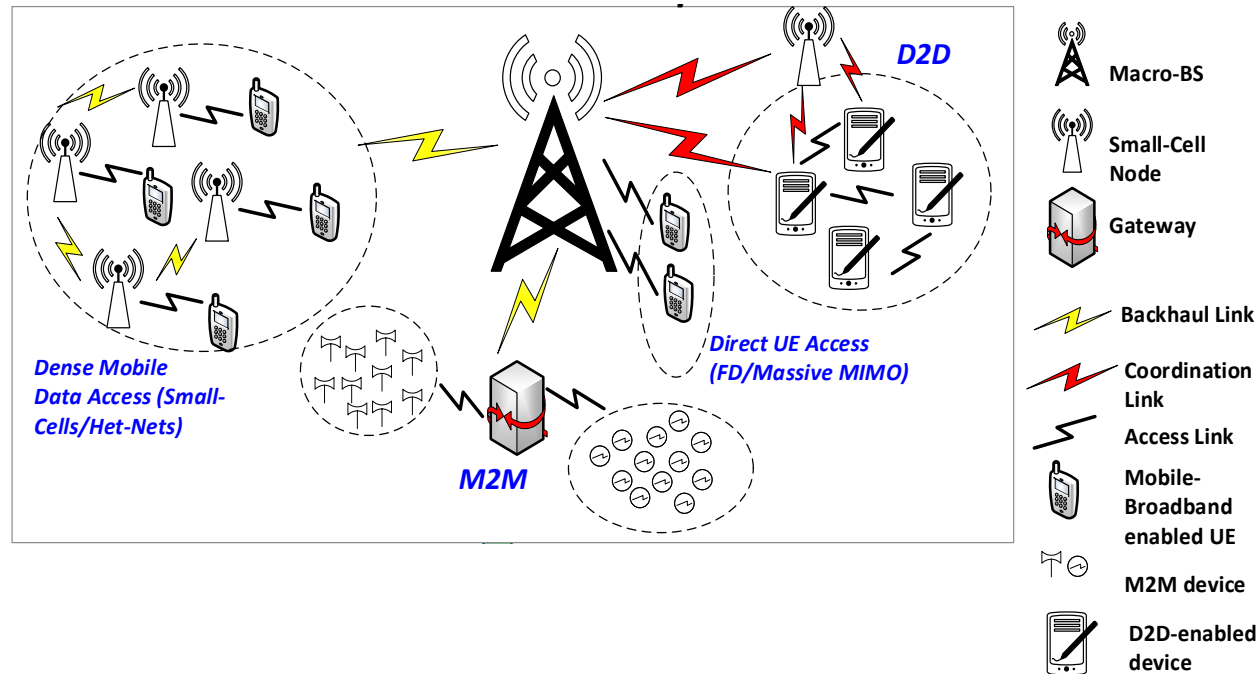 D2D
Dense Mobile
Data Access (Small-
Cells/Het-Nets)
Direct UE Access
(FD/Massive MIMO)
M2M
Macro-BS
Small-Cell
Node
Gateway
Backhaul Link
Coordination
Link
Access Link
Mobile-
Broadband
enabled UE
M2M device
D2D-enabled
device